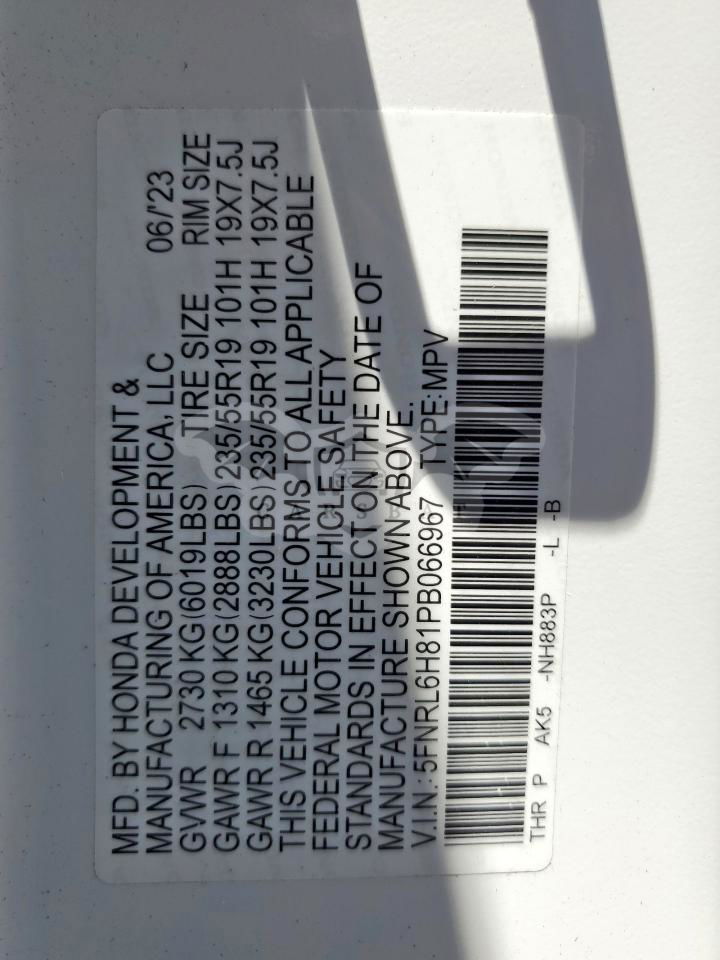 MFD. BY HONDA DEVELOPMENT &
MANUFACTURING OF AMERICA, LLC 06/'23
GVWR 2730 KG(6019LBS) TIRE SIZE RIM SIZE
GAWR F 1310 KG(2888LBS) 235/55R19 101H 19X7.5J
GAWR R 1465 KG(3230LBS) 235/55R19 101H 19X7.5J
THIS VEHICLE CONFORMS TO ALL APPLICABLE
FEDERAL MOTOR VEHICLE SAFETY
STANDARDS IN EFFECT ON THE DATE OF
MANUFACTURE SHOWN ABOVE.
V.I.N.: 5FNRL6H81PB066967 TYPE:MPV
THR P AK5 -NH883P -L -B